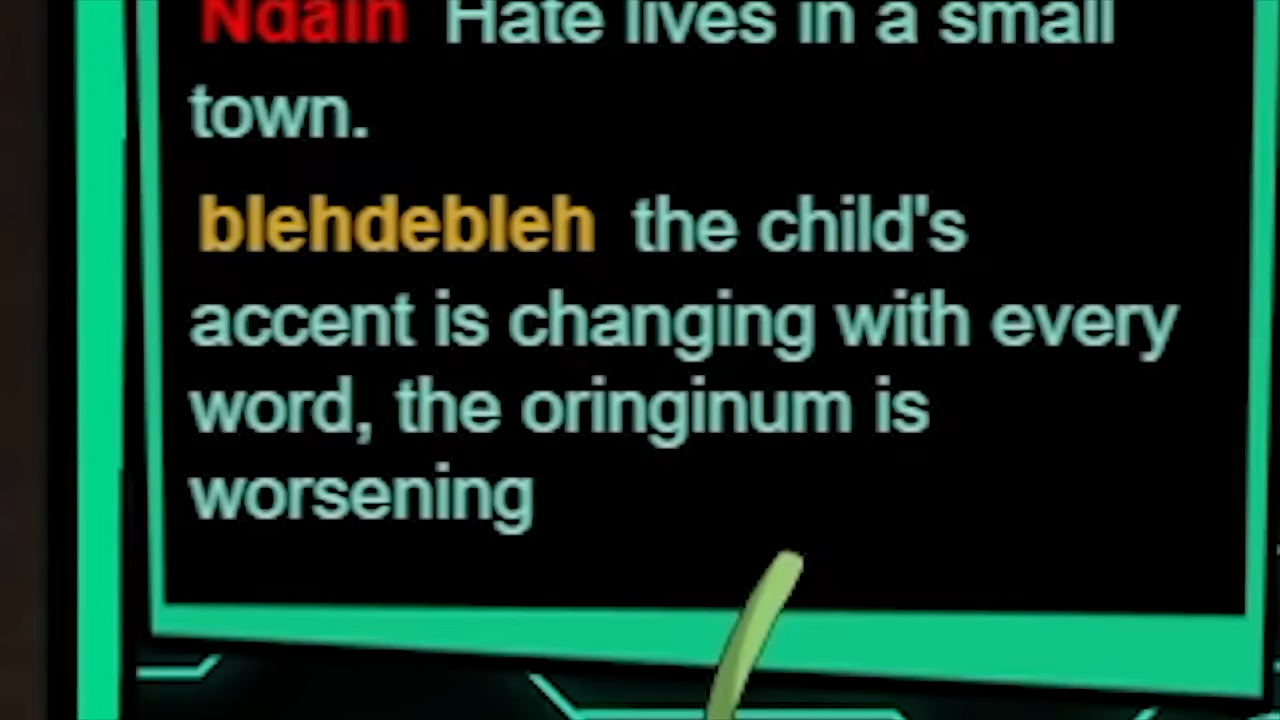 Ndain Hate lives in a small
town.
blehdebleh the child's
accent is changing with every
word, the oringinum is
worsening